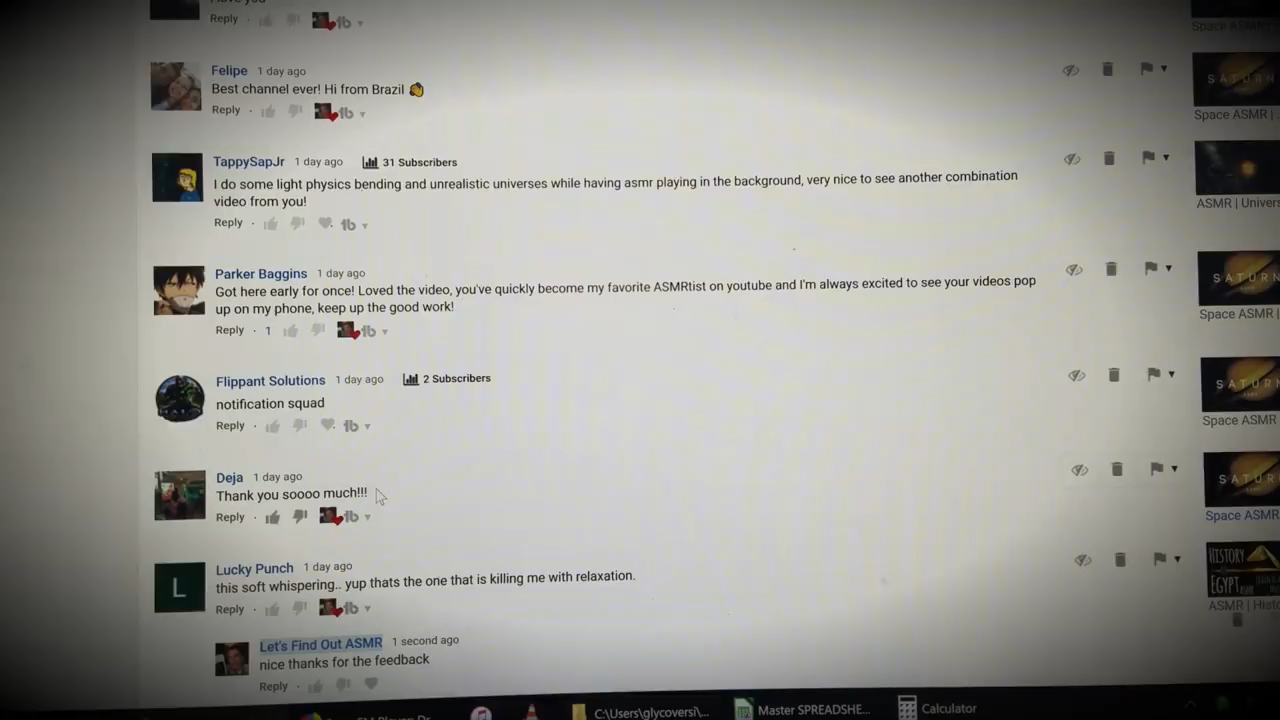 Reply
Space ASMR
Felipe 1 day ago
Best channel ever! Hi from Brazil 👏
Reply
SATURN
Space ASMR |
TappySapJr 1 day ago 31 Subscribers
I do some light physics bending and unrealistic universes while having asmr playing in the background, very nice to see another combination
video from you!
Reply
ASMR | Univer
Parker Baggins 1 day ago
Got here early for once! Loved the video, you've quickly become my favorite ASMRtist on youtube and I'm always excited to see your videos pop
up on my phone, keep up the good work!
Reply · 1
SATURN
Space ASMR |
Flippant Solutions 1 day ago 2 Subscribers
notification squad
Reply
SATURN
Space ASMR
Deja 1 day ago
Thank you soooo much!!!
Reply
SATURN
Space ASMR
Lucky Punch 1 day ago
L
this soft whispering.. yup thats the one that is killing me with relaxation.
Reply
HISTORY
EGYPT
ASMR | Histo
Let's Find Out ASMR 1 second ago
nice thanks for the feedback
Reply
C:\Users\glycoversi\...
Master SPREADSHE...
Calculator